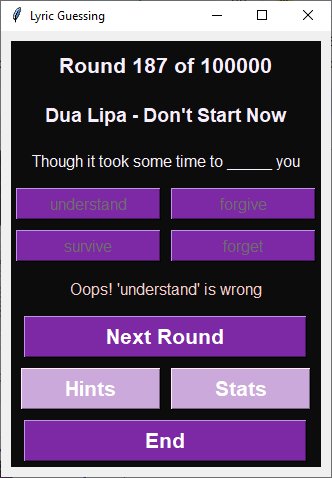 Lyric Guessing
Round 187 of 100000
Dua Lipa - Don't Start Now
Though it took some time to _____ you
understand forgive
survive forget
Oops! 'understand' is wrong
Next Round
Hints Stats
End